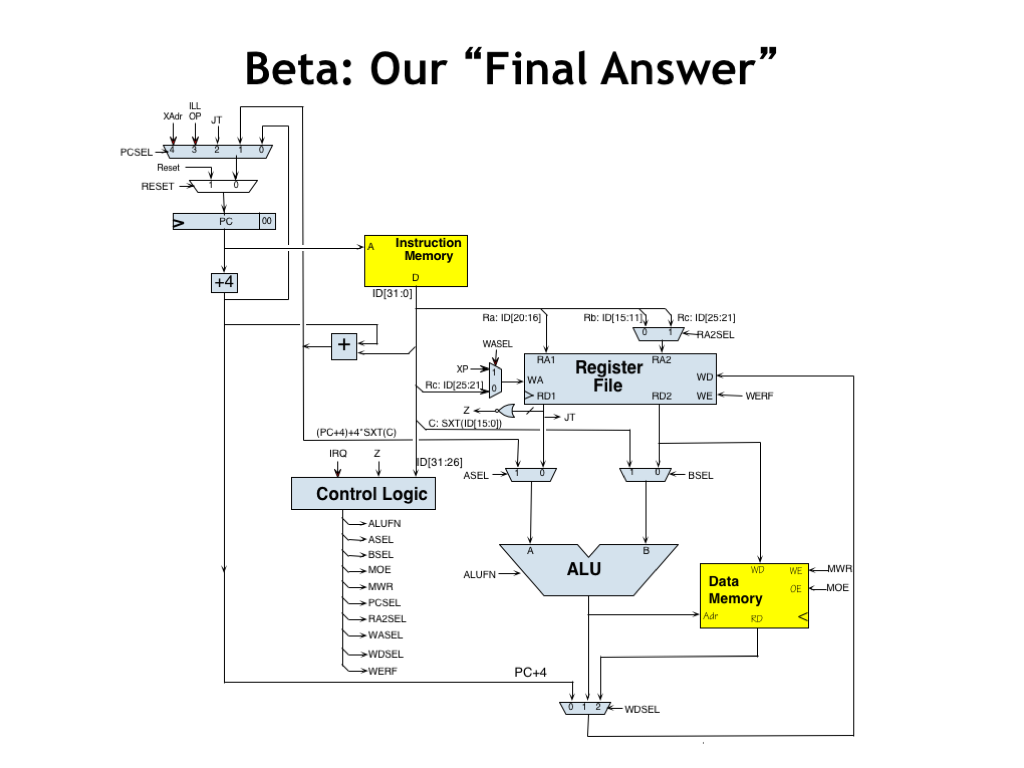 Beta: Our “Final Answer”
XAdr
ILL
OP
JT
PCSEL
4 3 2 1 0
Reset
RESET
1 0
PC
00
A
Instruction
Memory
D
+4
ID[31:0]
Ra: ID[20:16]
Rb: ID[15:11]
Rc: ID[25:21]
0 1
RA2SEL
+
WASEL
XP
1
0
Rc: ID[25:21]
RA1
RA2
Register
File
WA
WD
RD1
RD2
WE
WERF
Z
JT
C: SXT(ID[15:0])
(PC+4)+4*SXT(C)
IRQ
Z
ID[31:26]
ASEL
1 0
1 0
BSEL
Control Logic
ALUFN
ASEL
BSEL
MOE
MWR
PCSEL
RA2SEL
WASEL
WDSEL
WERF
A
B
ALU
ALUFN
WD
WE
MWR
Data
Memory
OE
MOE
Adr
RD
PC+4
0 1 2
WDSEL